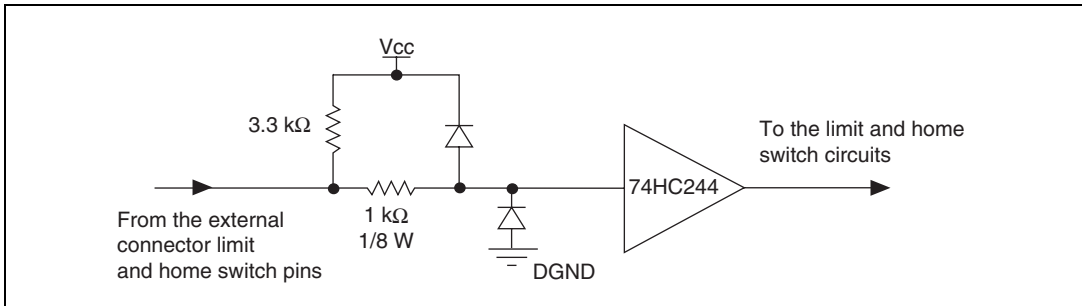 Vcc
3.3 kΩ
To the limit and home
switch circuits
74HC244
From the external
connector limit
and home switch pins
1 kΩ
1/8 W
DGND